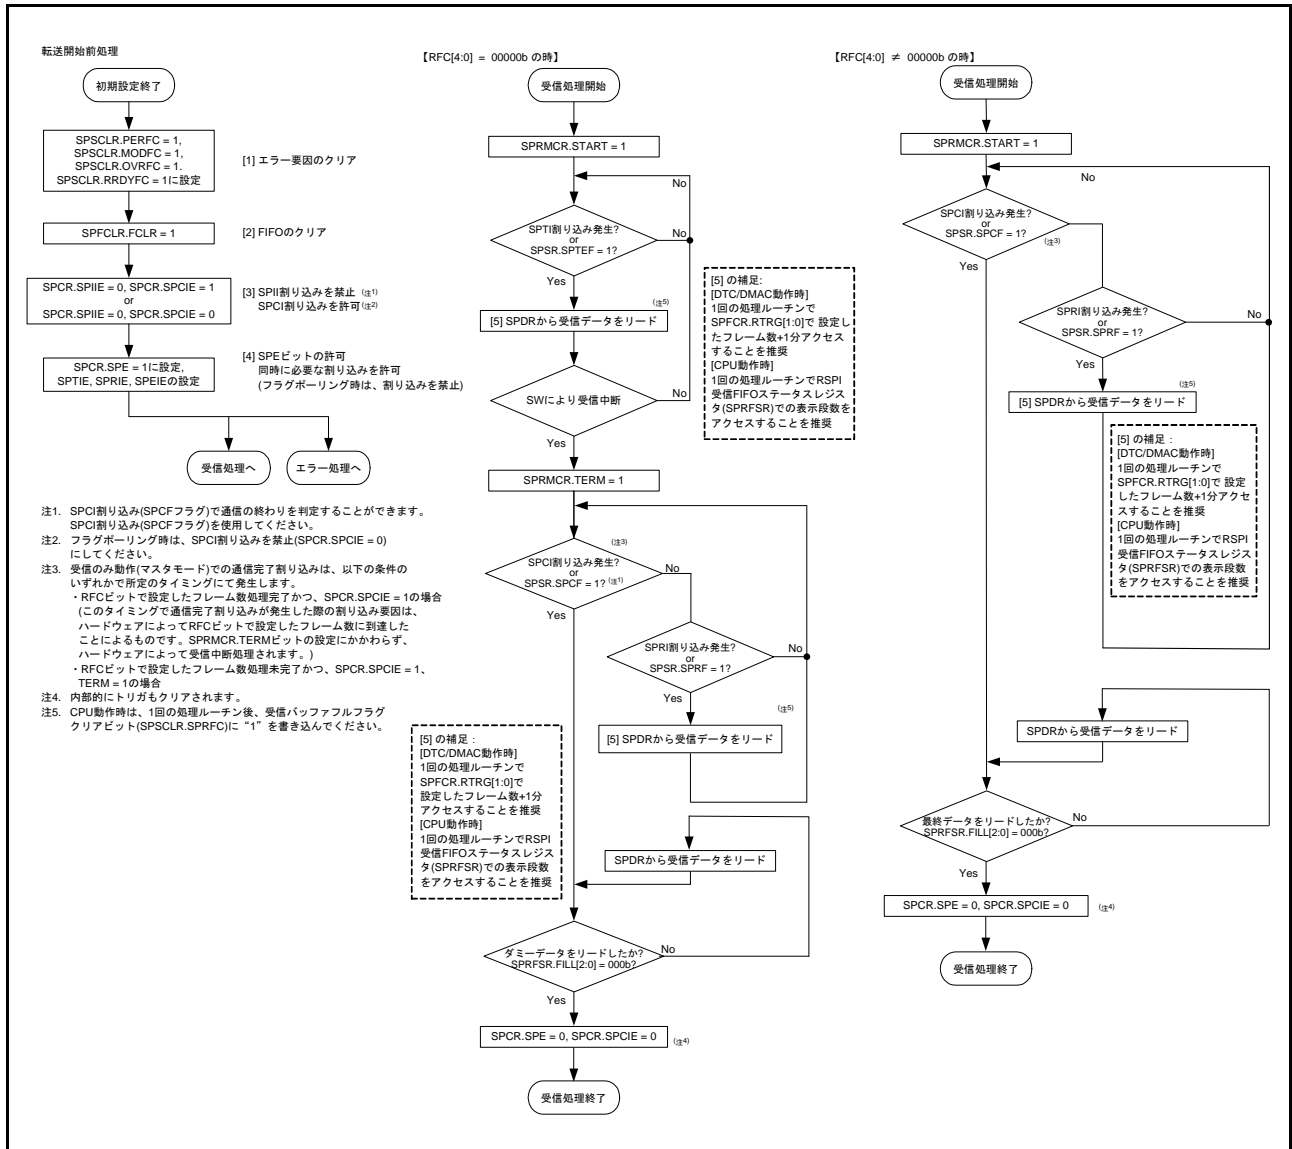 転送開始前処理
初期設定終了
SPSCLR.PERFC = 1,
SPSCLR.MODFC = 1,
SPSCLR.OVRFC = 1.
SPSCLR.RRDYFC = 1に設定
[1] エラー要因のクリア
SPFCLR.FCLR = 1
[2] FIFOのクリア
SPCR.SPIIE = 0, SPCR.SPCIE = 1
or
SPCR.SPIIE = 0, SPCR.SPCIE = 0
[3] SPII割り込みを禁止 (注1)
SPCI割り込みを許可(注2)
SPCR.SPE = 1に設定,
SPTIE, SPRIE, SPEIEの設定
[4] SPEビットの許可
同時に必要な割り込みを許可
(フラグポーリング時は、割り込みを禁止)
受信処理へ
エラー処理へ
注1. SPCI割り込み(SPCFフラグ)で通信の終わりを判定することができます。
SPCI割り込み(SPCFフラグ)を使用してください。
注2. フラグポーリング時は、SPCI割り込みを禁止(SPCR.SPCIE = 0)
にしてください。
注3. 受信のみ動作(マスタモード)での通信完了割り込みは、以下の条件の
いずれかで所定のタイミングにて発生します。
・RFCビットで設定したフレーム数処理完了かつ、SPCR.SPCIE = 1の場合
(このタイミングで通信完了割り込みが発生した際の割り込み要因は、
ハードウェアによってRFCビットで設定したフレーム数に到達した
ことによるものです。SPRMCR.TERMビットの設定にかかわらず、
ハードウェアによって受信中断処理されます。)
・RFCビットで設定したフレーム数処理未完了かつ、SPCR.SPCIE = 1、
TERM = 1の場合
注4. 内部的にトリガもクリアされます。
注5. CPU動作時は、1回の処理ルーチン後、受信バッファフルフラグ
クリアビット(SPSCLR.SPRFC)に“1”を書き込んでください。
【RFC[4:0] = 00000b の時】
受信処理開始
SPRMCR.START = 1
No
SPTI割り込み発生?
or
SPSR.SPTEF = 1?
No
Yes
(注5)
[5] SPDRから受信データをリード
SWにより受信中断
No
Yes
[5] の補足:
[DTC/DMAC動作時]
1回の処理ルーチンで
SPFCR.RTRG[1:0]で 設定し
たフレーム数+1分アクセス
することを推奨
[CPU動作時]
1回の処理ルーチンでRSPI
受信FIFOステータスレジス
タ(SPRFSR)での表示段数を
アクセスすることを推奨
SPRMCR.TERM = 1
(注3)
SPCI割り込み発生?
or
SPSR.SPCF = 1? (注1)
No
Yes
SPRI割り込み発生?
or
SPSR.SPRF = 1?
No
Yes
(注5)
[5] SPDRから受信データをリード
[5] の補足:
[DTC/DMAC動作時]
1回の処理ルーチンで
SPFCR.RTRG[1:0]で
設定したフレーム数+1分
アクセスすることを推奨
[CPU動作時]
1回の処理ルーチンでRSPI
受信FIFOステータスレジス
タ(SPRFSR)での表示段数
をアクセスすることを推奨
SPDRから受信データをリード
ダミーデータをリードしたか?
SPRFSR.FILL[2:0] = 000b?
No
Yes
SPCR.SPE = 0, SPCR.SPCIE = 0
(注4)
受信処理終了
【RFC[4:0] ≠ 00000b の時】
受信処理開始
SPRMCR.START = 1
No
SPCI割り込み発生?
or
SPSR.SPCF = 1?
(注3)
Yes
SPRI割り込み発生?
or
SPSR.SPRF = 1?
No
Yes
(注5)
[5] SPDRから受信データをリード
[5] の補足:
[DTC/DMAC動作時]
1回の処理ルーチンで
SPFCR.RTRG[1:0]で 設定
したフレーム数+1分アクセ
スすることを推奨
[CPU動作時]
1回の処理ルーチンでRSPI
受信FIFOステータスレジス
タ(SPRFSR)での表示段数
をアクセスすることを推奨
SPDRから受信データをリード
最終データをリードしたか?
SPRFSR.FILL[2:0] = 000b?
No
Yes
SPCR.SPE = 0, SPCR.SPCIE = 0
(注4)
受信処理終了